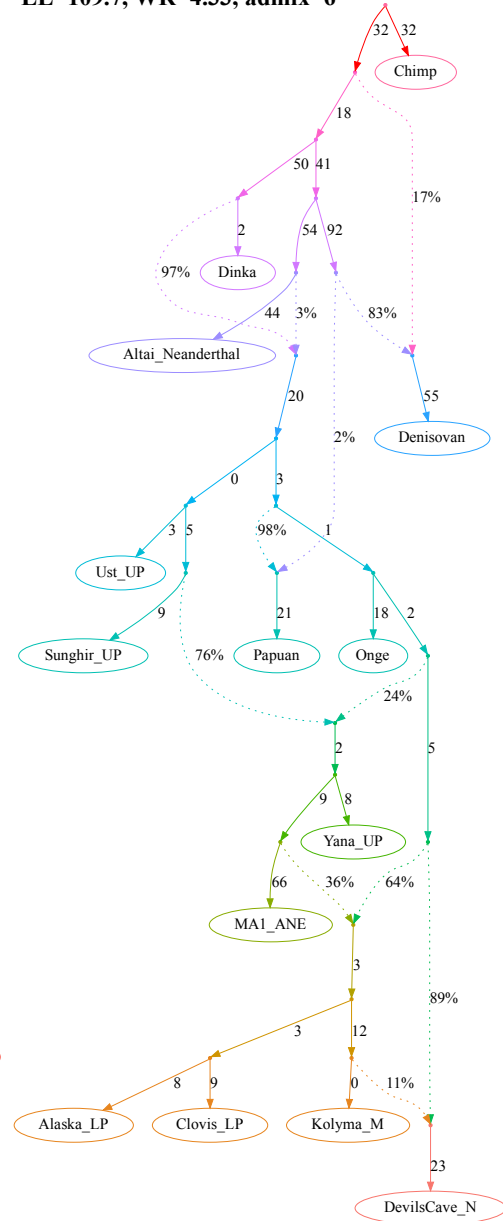 32 32
Chimp
18
50 41
17%
2 54 92
Dinka
97%
44 3% 83%
Altai_Neanderthal
20
55
2%
Denisovan
0 3
3 5 98% 1
Ust_UP
9 21 18 2
Sunghir_UP Papuan Onge
76%
24%
2 5
9 8
Yana_UP
66 36% 64%
MA1_ANE
3
89%
3 12
8 9 0 11%
Alaska_LP Clovis_LP Kolyma_M
23
DevilsCave_N